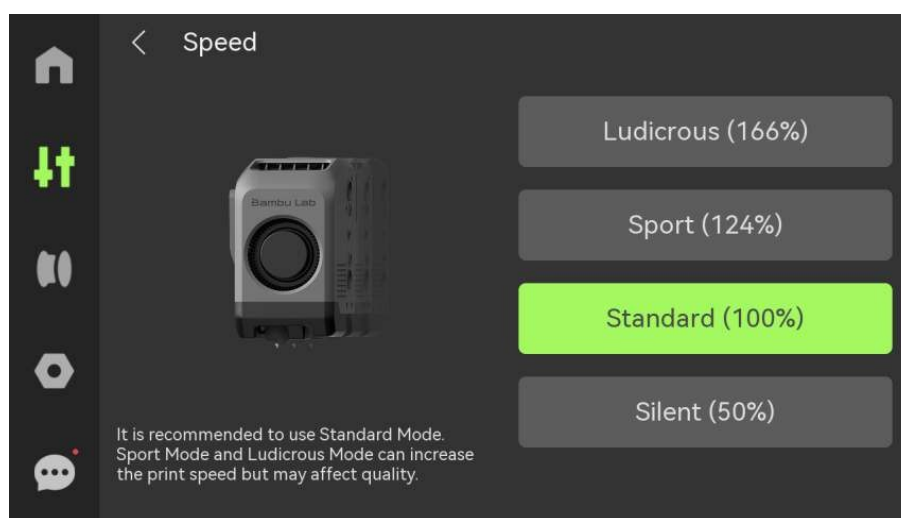 Speed
Bambu Lab
Ludicrous (166%)
Sport (124%)
Standard (100%)
Silent (50%)
It is recommended to use Standard Mode.
Sport Mode and Ludicrous Mode can increase
the print speed but may affect quality.